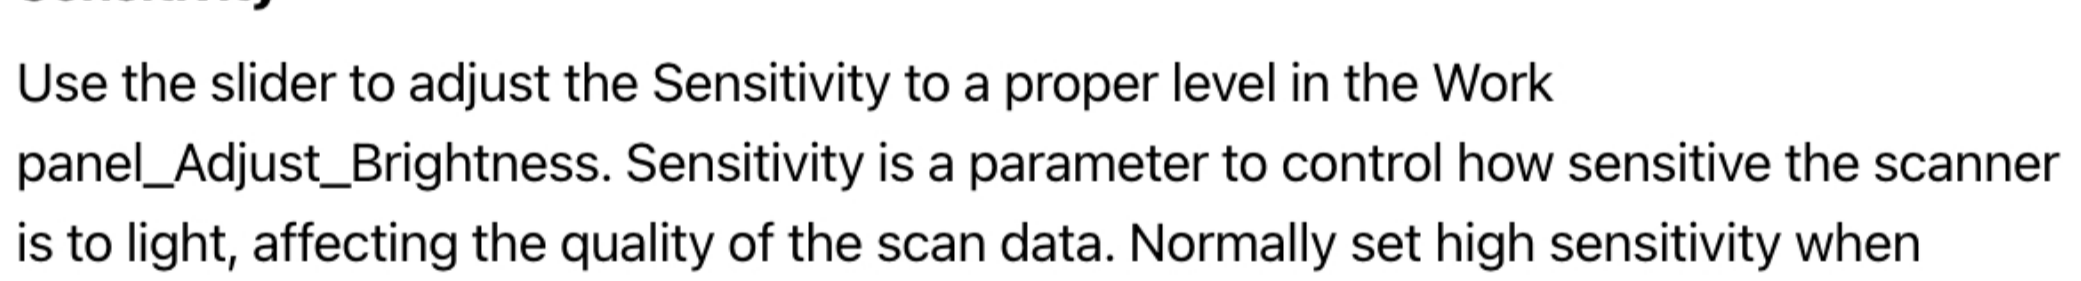 Use the slider to adjust the Sensitivity to a proper level in the Work
panel_Adjust_Brightness. Sensitivity is a parameter to control how sensitive the scanner
is to light, affecting the quality of the scan data. Normally set high sensitivity when